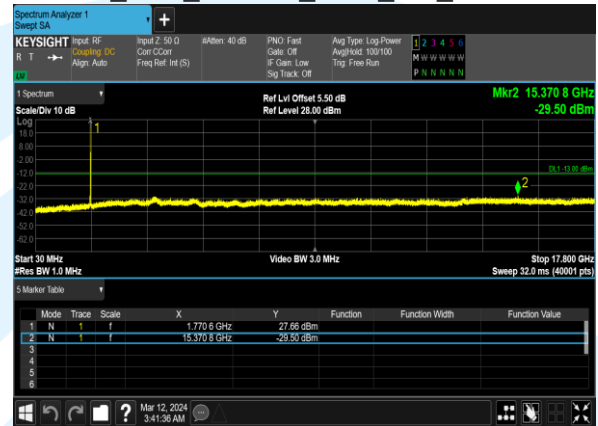 Spectrum Analyzer 1
Swept SA
+
KEYSIGHT
R T
LV
Input: RF
Coupling: DC
Align: Auto
Input Z: 50 Ω
Corr CCorr
Freq Ref: Int (S)
#Atten: 40 dB
PNO: Fast
Gate: Off
IF Gain: Low
Sig Track: Off
Avg Type: Log-Power
Avg|Hold: 100/100
Trig: Free Run
1 2 3 4 5 6
M W W W W W
P N N N N N
1 Spectrum
Scale/Div 10 dB
Ref Lvl Offset 5.50 dB
Ref Level 28.00 dBm
Mkr2 15.370 8 GHz
-29.50 dBm
Log
18.0
8.00
-2.00
-12.0
-22.0
-32.0
-42.0
-52.0
-62.0
1
DL1 -13.00 dBm
2
Start 30 MHz
#Res BW 1.0 MHz
Video BW 3.0 MHz
Stop 17.800 GHz
Sweep 32.0 ms (40001 pts)
5 Marker Table
Mode Trace Scale X Y Function Function Width Function Value
1 N 1 f 1.770 6 GHz 27.66 dBm
2 N 1 f 15.370 8 GHz -29.50 dBm
3
4
5
6
?
Mar 12, 2024
3:41:36 AM